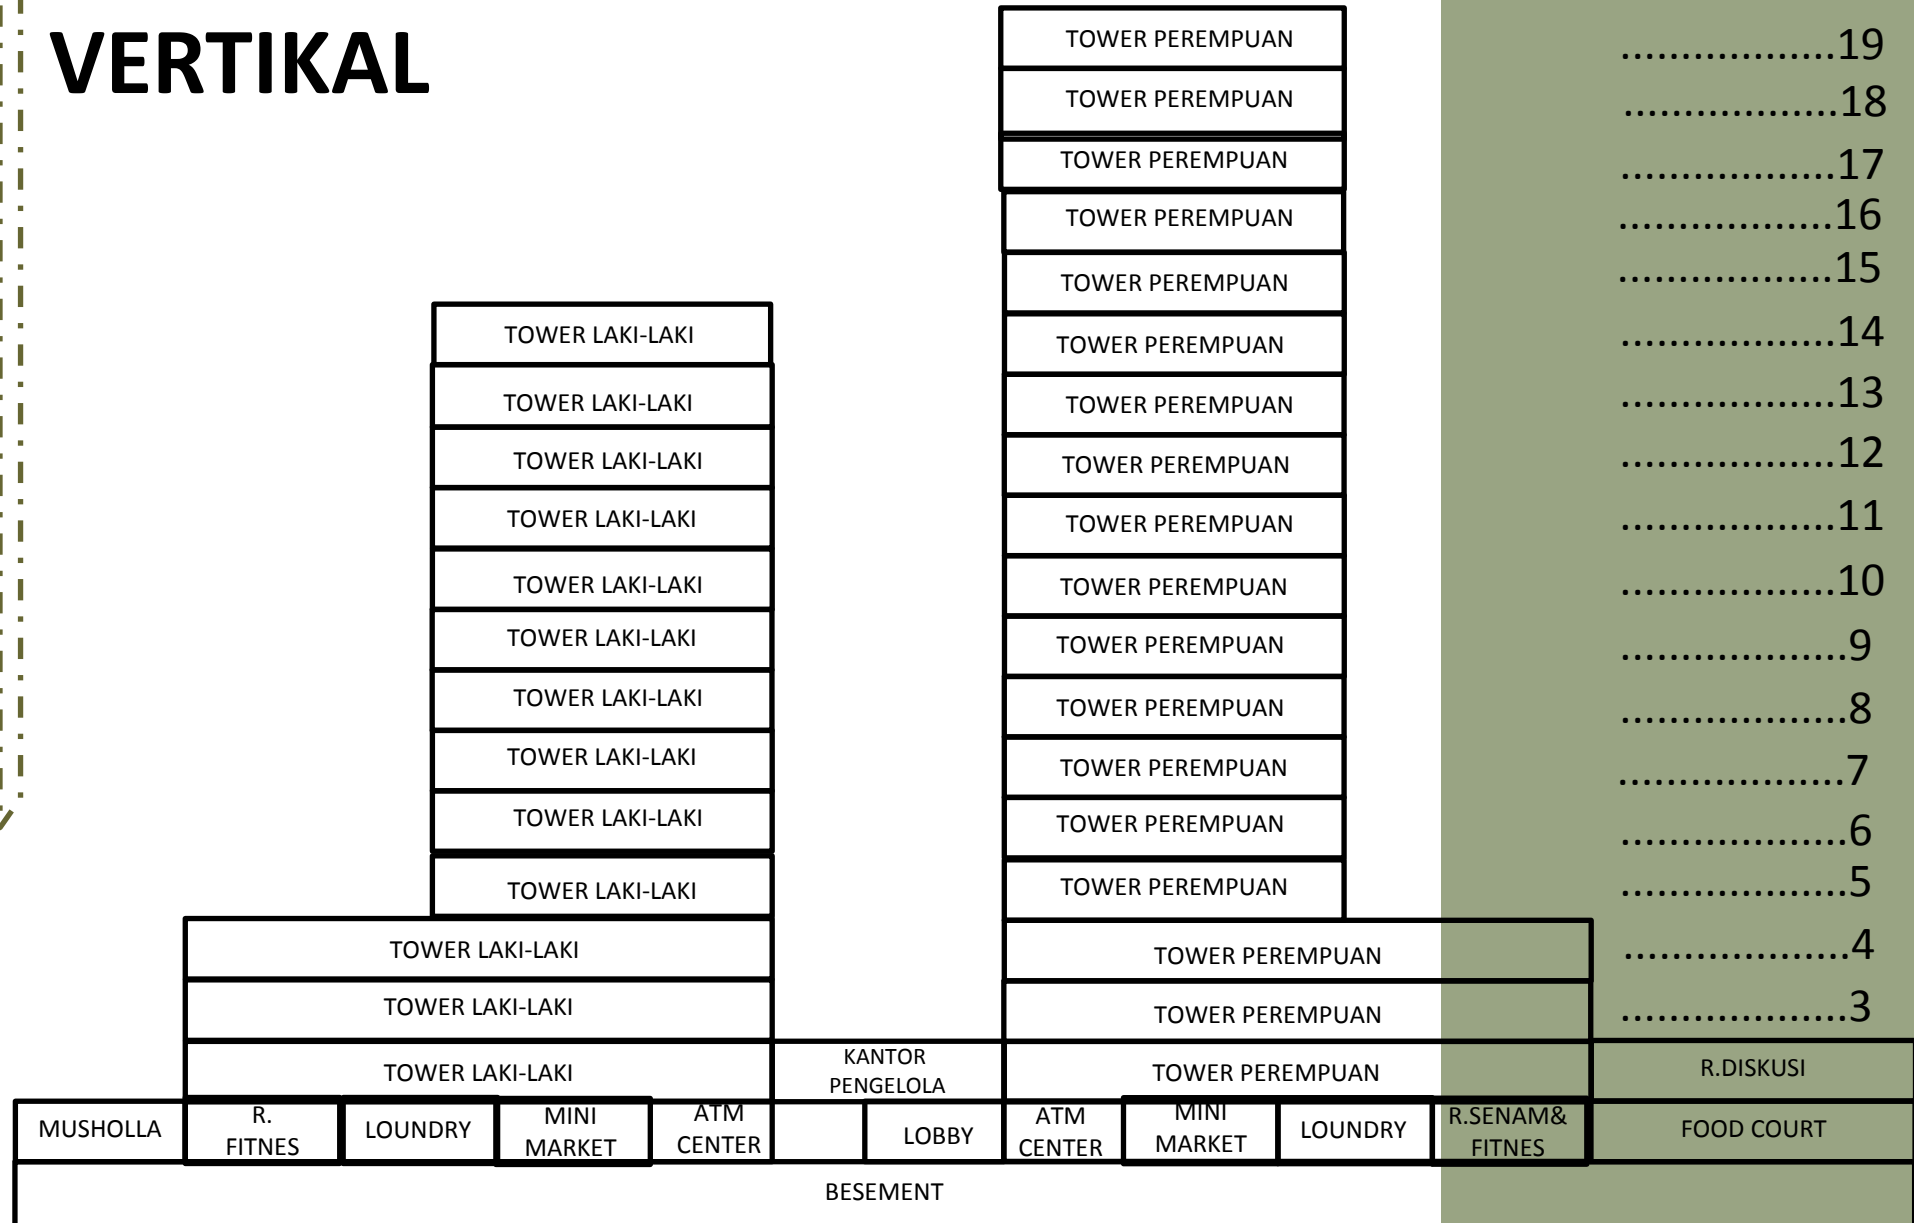 VERTIKAL
TOWER PEREMPUAN
..................19
TOWER PEREMPUAN
..................18
TOWER PEREMPUAN
..................17
TOWER PEREMPUAN
..................16
TOWER PEREMPUAN
..................15
TOWER LAKI-LAKI
TOWER PEREMPUAN
..................14
TOWER LAKI-LAKI
TOWER PEREMPUAN
..................13
TOWER LAKI-LAKI
TOWER PEREMPUAN
..................12
TOWER LAKI-LAKI
TOWER PEREMPUAN
..................11
TOWER LAKI-LAKI
TOWER PEREMPUAN
..................10
TOWER LAKI-LAKI
TOWER PEREMPUAN
...................9
TOWER LAKI-LAKI
TOWER PEREMPUAN
...................8
TOWER LAKI-LAKI
TOWER PEREMPUAN
...................7
TOWER LAKI-LAKI
TOWER PEREMPUAN
...................6
TOWER LAKI-LAKI
TOWER PEREMPUAN
...................5
TOWER LAKI-LAKI
TOWER PEREMPUAN
...................4
TOWER LAKI-LAKI
TOWER PEREMPUAN
...................3
TOWER LAKI-LAKI
KANTOR
PENGELOLA
TOWER PEREMPUAN
R.DISKUSI
MUSHOLLA
R.
FITNES
LOUNDRY
MINI
MARKET
ATM
CENTER
LOBBY
ATM
CENTER
MINI
MARKET
LOUNDRY
R.SENAM&
FITNES
FOOD COURT
BESEMENT